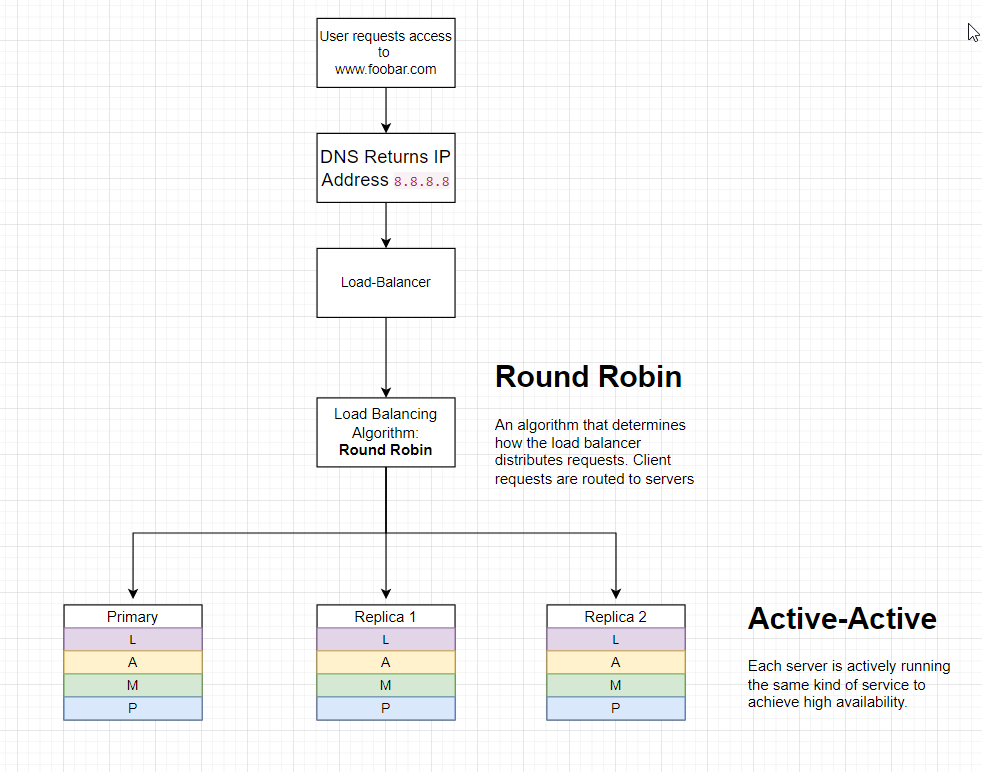 User requests access
to
www.foobar.com
DNS Returns IP
Address 8.8.8.8
Load-Balancer
Round Robin
An algorithm that determines
how the load balancer
distributes requests. Client
requests are routed to servers
Load Balancing
Algorithm:
Round Robin
Primary
L
A
M
P
Replica 1
L
A
M
P
Replica 2
L
A
M
P
Active-Active
Each server is actively running
the same kind of service to
achieve high availability.